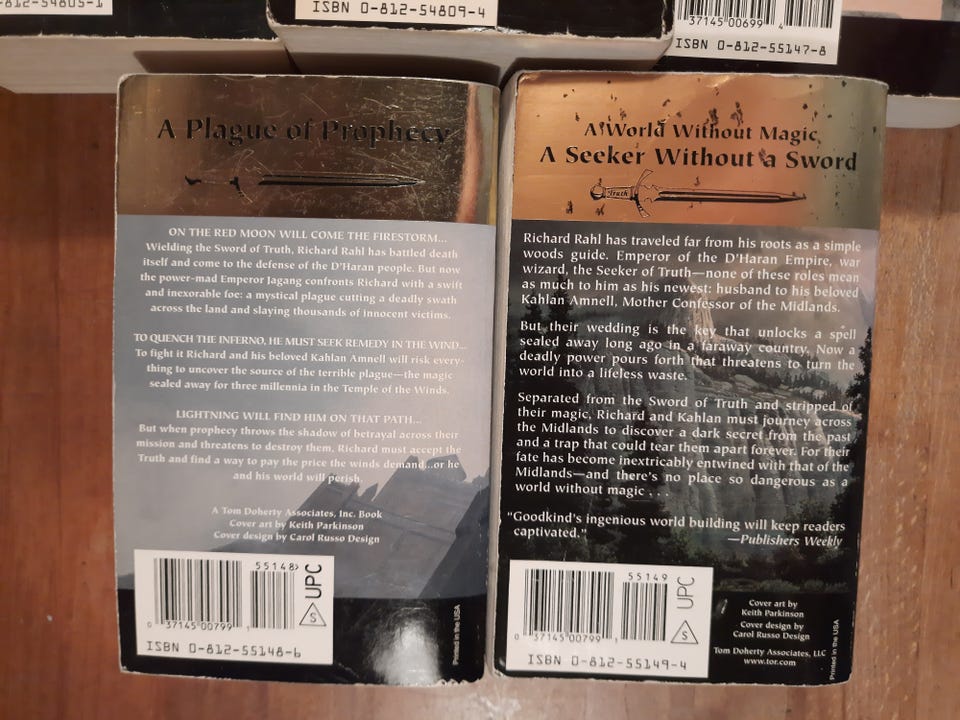 -812-54805-1
ISBN 0-812-54809-4
37145 00699 4
ISBN 0-812-55147-8
A Plague of Prophecy
ON THE RED MOON WILL COME THE FIRESTORM...
Wielding the Sword of Truth, Richard Rahl has battled death
itself and come to the defense of the D'Haran people. But now
the power-mad Emperor Jagang confronts Richard with a swift
and inexorable foe: a mystical plague cutting a deadly swath
across the land and slaying thousands of innocent victims.
TO QUENCH THE INFERNO, HE MUST SEEK REMEDY IN THE WIND...
To fight it Richard and his beloved Kahlan Amnell will risk every-
thing to uncover the source of the terrible plague—the magic
sealed away for three millennia in the Temple of the Winds.
LIGHTNING WILL FIND HIM ON THAT PATH...
But when prophecy throws the shadow of betrayal across their
mission and threatens to destroy them, Richard must accept the
Truth and find a way to pay the price the winds demand...or he
and his world will perish.
A Tom Doherty Associates, Inc. Book
Cover art by Keith Parkinson
Cover design by Carol Russo Design
55148>
UPC
S
0 37145 00799 1
ISBN 0-812-55148-6
Printed in the USA
A World Without Magic,
A Seeker Without a Sword
Truth
Richard Rahl has traveled far from his roots as a simple
woods guide. Emperor of the D'Haran Empire, war
wizard, the Seeker of Truth—none of these roles mean
as much to him as his newest: husband to his beloved
Kahlan Amnell, Mother Confessor of the Midlands.
But their wedding is the key that unlocks a spell
sealed away long ago in a faraway country. Now a
deadly power pours forth that threatens to turn the
world into a lifeless waste.
Separated from the Sword of Truth and stripped of
their magic, Richard and Kahlan must journey across
the Midlands to discover a dark secret from the past
and a trap that could tear them apart forever. For their
fate has become inextricably entwined with that of the
Midlands—and there's no place so dangerous as a
world without magic . . .
"Goodkind's ingenious world building will keep readers
captivated."
—Publishers Weekly
55149
UPC
S
0 37145 00799 1
ISBN 0-812-55149-4
Cover art by
Keith Parkinson
Cover design by
Carol Russo Design
Tom Doherty Associates, LLC
www.tor.com
Printed in the USA